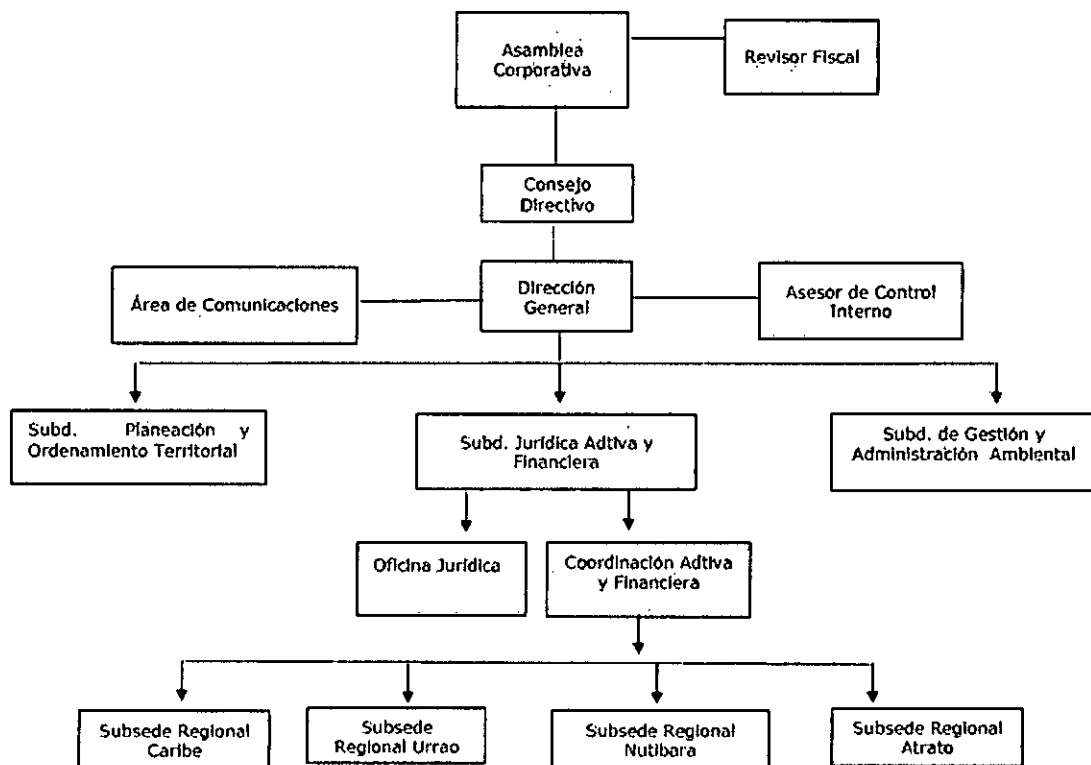 Asamblea
Corporativa
Revisor Fiscal
Consejo
Directivo
Área de Comunicaciones
Dirección
General
Asesor de Control
Interno
Subd. Planeación y
Ordenamiento Territorial
Subd. Jurídica Adtiva y
Financiera
Subd. de Gestión y
Administración Ambiental
Oficina Jurídica
Coordinación Adtiva
y Financiera
Subsede Regional
Caribe
Subsede
Regional Urrao
Subsede Regional
Nutibara
Subsede Regional
Atrato